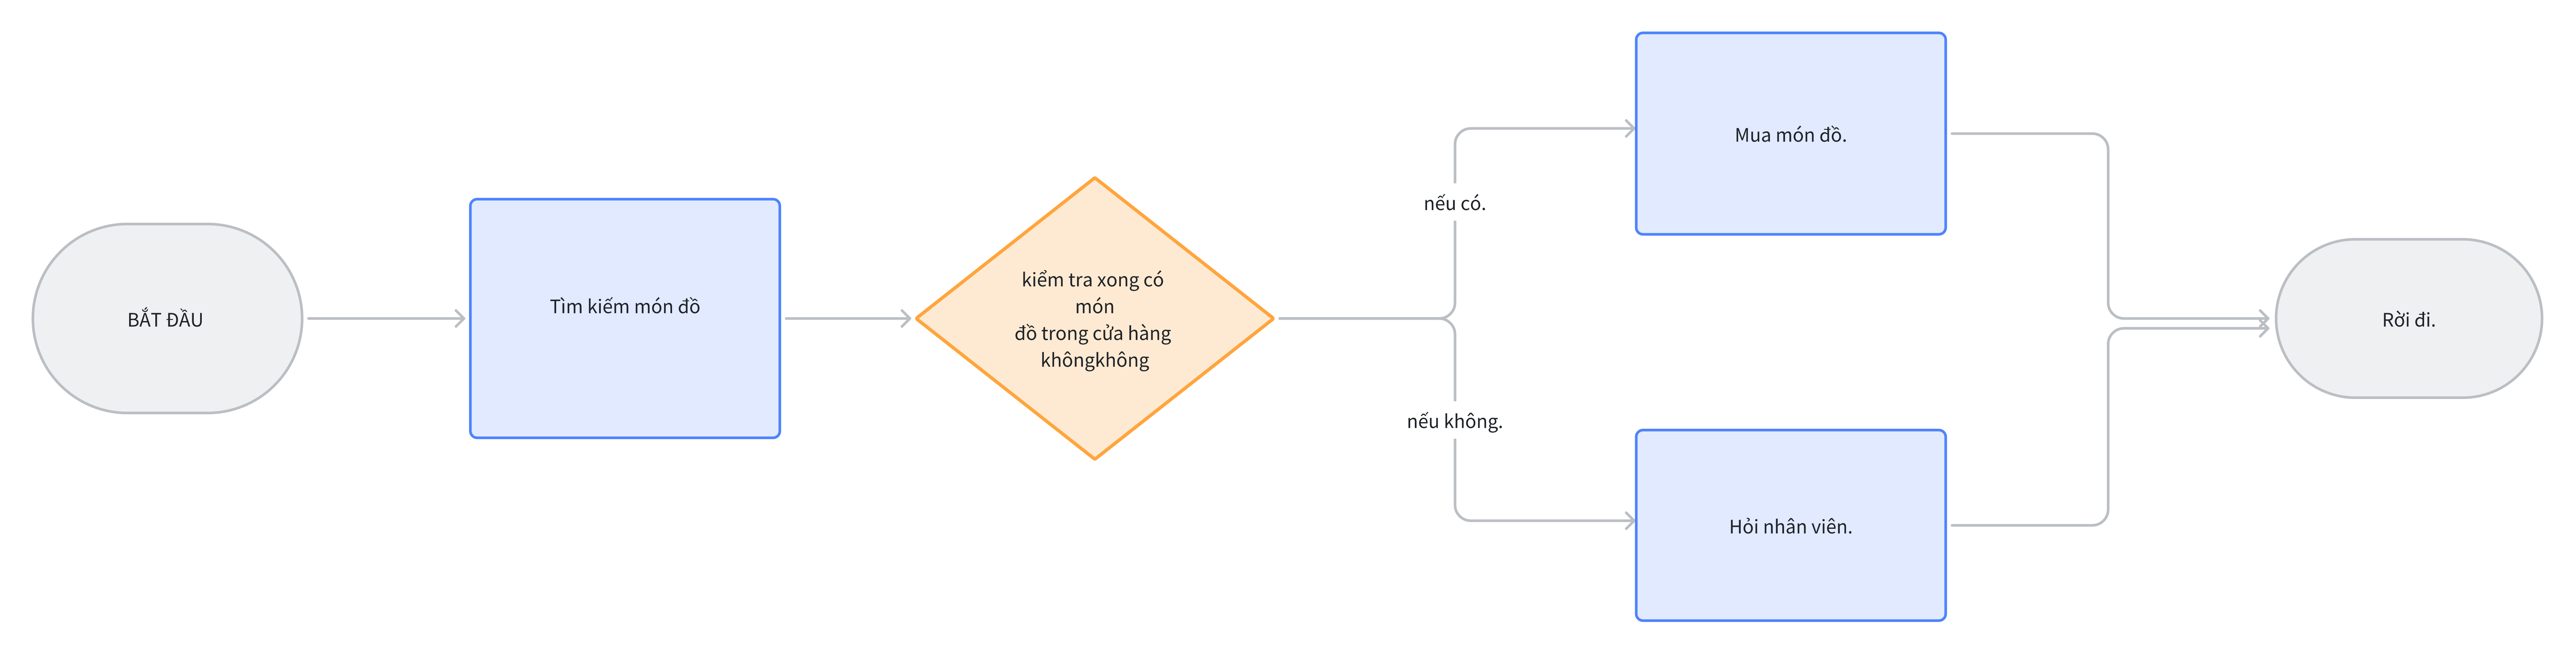 BẮT ĐẦU
Tìm kiếm món đồ
kiểm tra xong có
món
đồ trong cửa hàng
khôngkhông
nếu có.
nếu không.
Mua món đồ.
Hỏi nhân viên.
Rời đi.